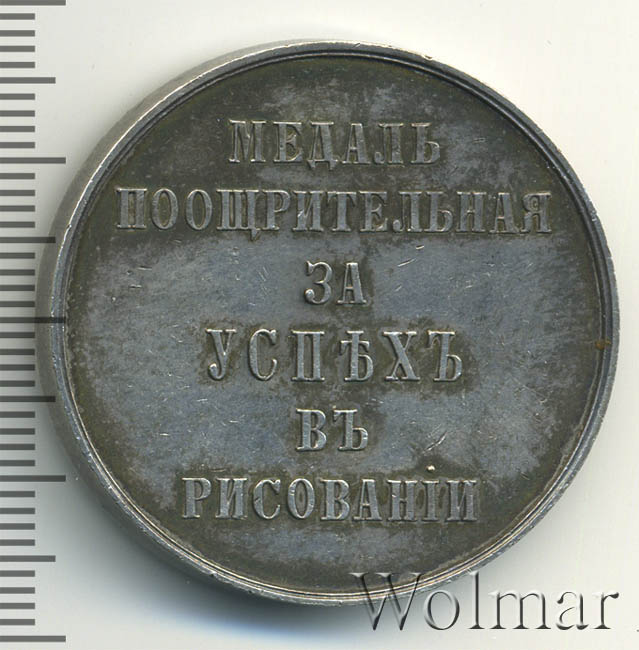 МЕДАЛЬ
ПООЩРИТЕЛЬНАЯ
ЗА
УСПѢХЪ
ВЪ
РИСОВАНІИ
Wolmar